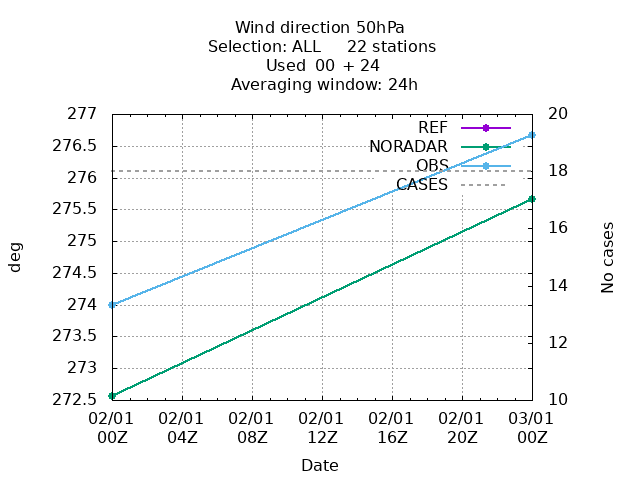 Wind direction 50hPa
Selection: ALL     22 stations
Used  00  + 24
Averaging window: 24h
277
276.5
276
275.5
275
274.5
274
273.5
273
272.5
20
18
16
14
12
10
REF
NORADAR
OBS
CASES
deg
No cases
02/01 02/01 02/01 02/01 02/01 02/01 03/01
00Z 04Z 08Z 12Z 16Z 20Z 00Z
Date